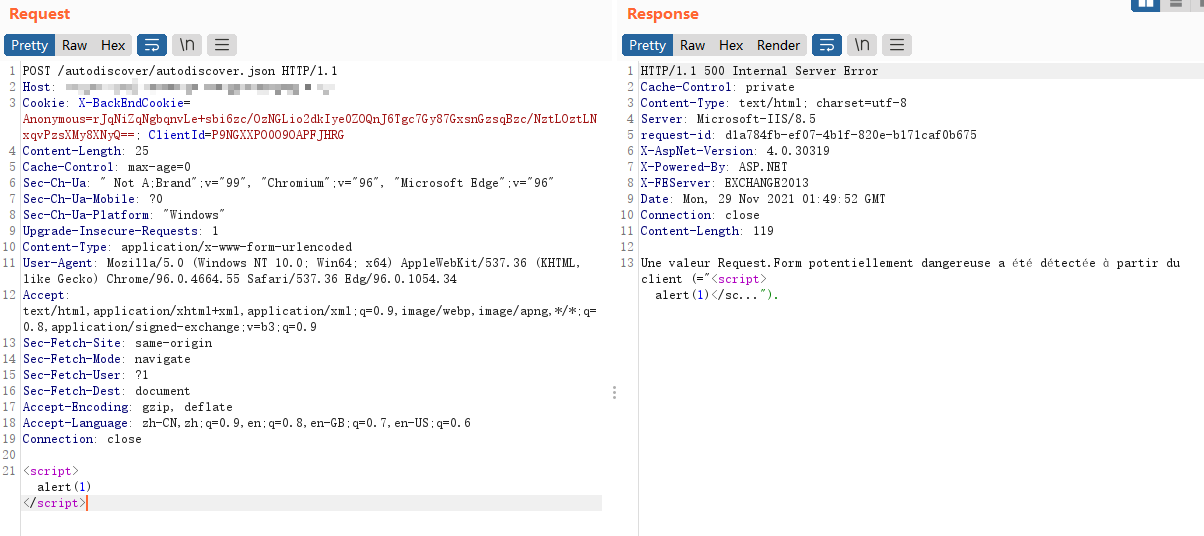 Request
Pretty Raw Hex \n
1 POST /autodiscover/autodiscover.json HTTP/1.1
2 Host:
3 Cookie: X-BackEndCookie=
Anonymous=rJqNiZqNgbqnvLe+sbi6zc/OzNGLio2dkIye0ZOQnJ6Tgc7Gy87GxsnGzsqBzc/NztLOztLN
xqvPzsXMy8XNyQ==; ClientId=P9NGXXPO0O9OAPFJHRG
4 Content-Length: 25
5 Cache-Control: max-age=0
6 Sec-Ch-Ua: " Not A;Brand";v="99", "Chromium";v="96", "Microsoft Edge";v="96"
7 Sec-Ch-Ua-Mobile: ?0
8 Sec-Ch-Ua-Platform: "Windows"
9 Upgrade-Insecure-Requests: 1
10 Content-Type: application/x-www-form-urlencoded
11 User-Agent: Mozilla/5.0 (Windows NT 10.0; Win64; x64) AppleWebKit/537.36 (KHTML,
like Gecko) Chrome/96.0.4664.55 Safari/537.36 Edg/96.0.1054.34
12 Accept:
text/html,application/xhtml+xml,application/xml;q=0.9,image/webp,image/apng,*/*;q=
0.8,application/signed-exchange;v=b3;q=0.9
13 Sec-Fetch-Site: same-origin
14 Sec-Fetch-Mode: navigate
15 Sec-Fetch-User: ?1
16 Sec-Fetch-Dest: document
17 Accept-Encoding: gzip, deflate
18 Accept-Language: zh-CN,zh;q=0.9,en;q=0.8,en-GB;q=0.7,en-US;q=0.6
19 Connection: close
20
21 <script>
alert(1)
</script>
Response
Pretty Raw Hex Render \n
1 HTTP/1.1 500 Internal Server Error
2 Cache-Control: private
3 Content-Type: text/html; charset=utf-8
4 Server: Microsoft-IIS/8.5
5 request-id: d1a784fb-ef07-4b1f-820e-b171caf0b675
6 X-AspNet-Version: 4.0.30319
7 X-Powered-By: ASP.NET
8 X-FEServer: EXCHANGE2013
9 Date: Mon, 29 Nov 2021 01:49:52 GMT
10 Connection: close
11 Content-Length: 119
12
13 Une valeur Request.Form potentiellement dangereuse a été détectée à partir du
client (="<script>
alert(1)</sc...").